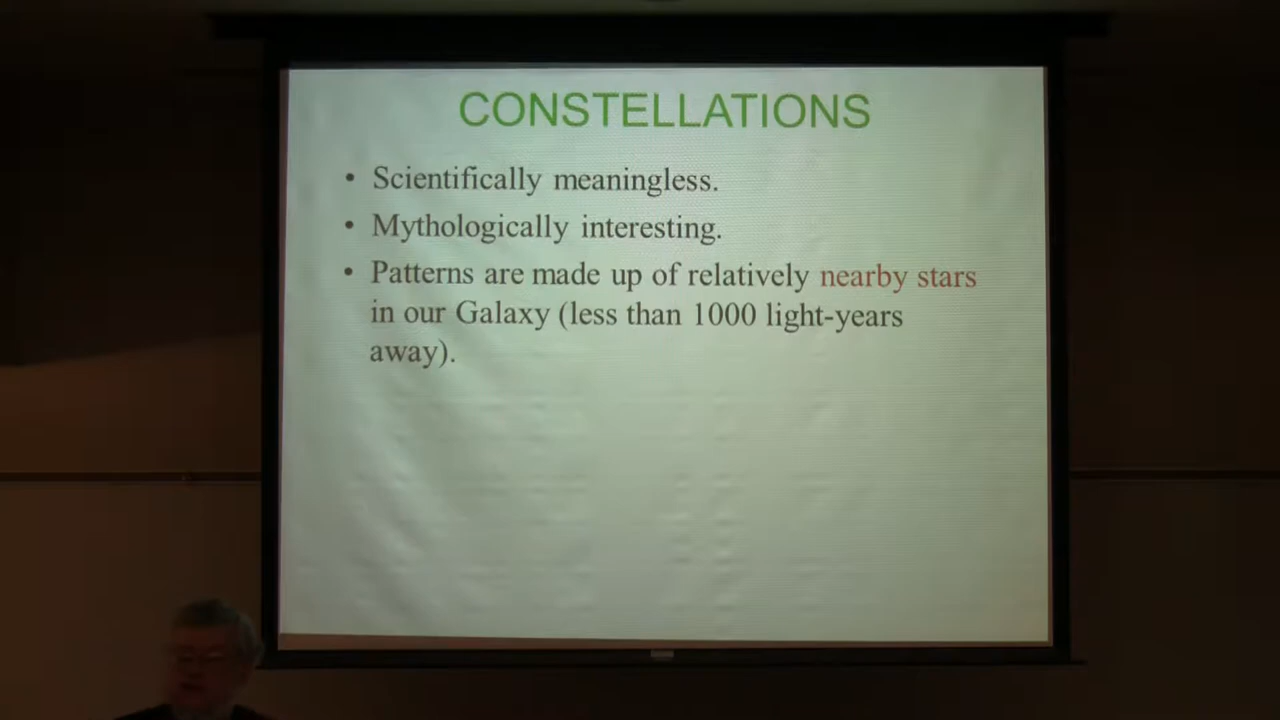 CONSTELLATIONS
• Scientifically meaningless.
• Mythologically interesting.
• Patterns are made up of relatively nearby stars
in our Galaxy (less than 1000 light-years
away).